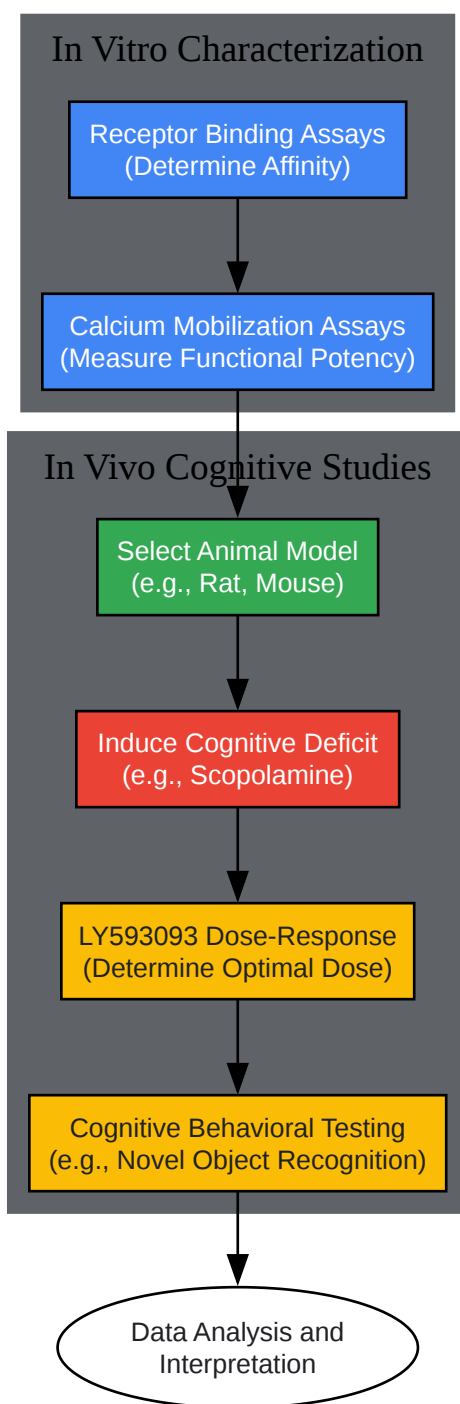 In Vitro Characterization
Receptor Binding Assays
(Determine Affinity)
Calcium Mobilization Assays
(Measure Functional Potency)
In Vivo Cognitive Studies
Select Animal Model
(e.g., Rat, Mouse)
Induce Cognitive Deficit
(e.g., Scopolamine)
LY593093 Dose-Response
(Determine Optimal Dose)
Cognitive Behavioral Testing
(e.g., Novel Object Recognition)
Data Analysis and
Interpretation